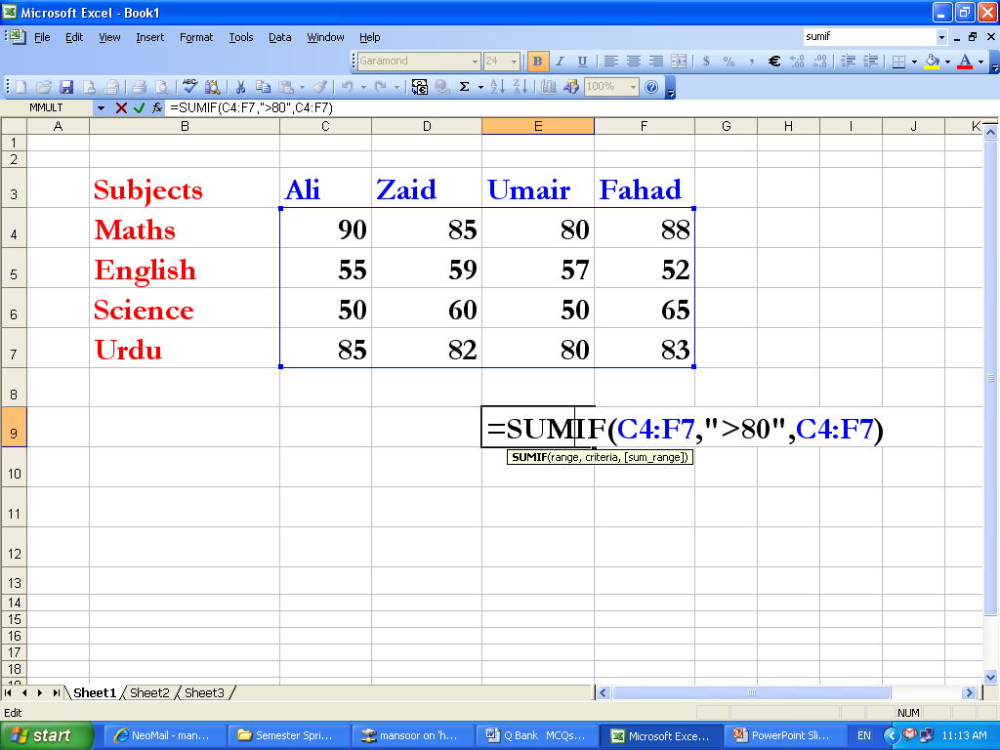 Microsoft Excel - Book1
File Edit View Insert Format Tools Data Window Help sumif
Garamond 24 B I U $ % , €
Σ 100%
MMULT fx =SUMIF(C4:F7,">80",C4:F7)
A B C D E F G H I J K
1
2
3 Subjects Ali Zaid Umair Fahad
4 Maths 90 85 80 88
5 English 55 59 57 52
6 Science 50 60 50 65
7 Urdu 85 82 80 83
8
9 =SUMIF(C4:F7,">80",C4:F7)
SUMIF(range, criteria, [sum_range])
10
11
12
13
14
15
16
17
18
Sheet1 Sheet2 Sheet3
Edit NUM
start NeoMail - man... Semester Spri... mansoor on 'h... Q Bank MCQs... Microsoft Exce... PowerPoint Sli... EN 11:13 AM